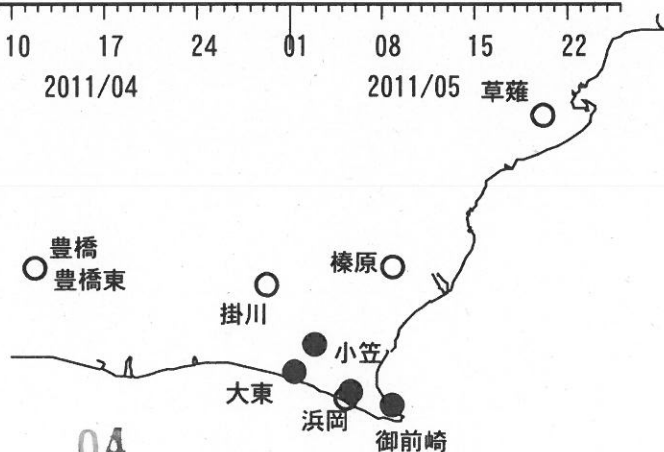 10 17 24 01 08 15 22
2011/04 2011/05
草薙
豊橋
豊橋東
榛原
掛川
小笠
大東
浜岡
御前崎
04